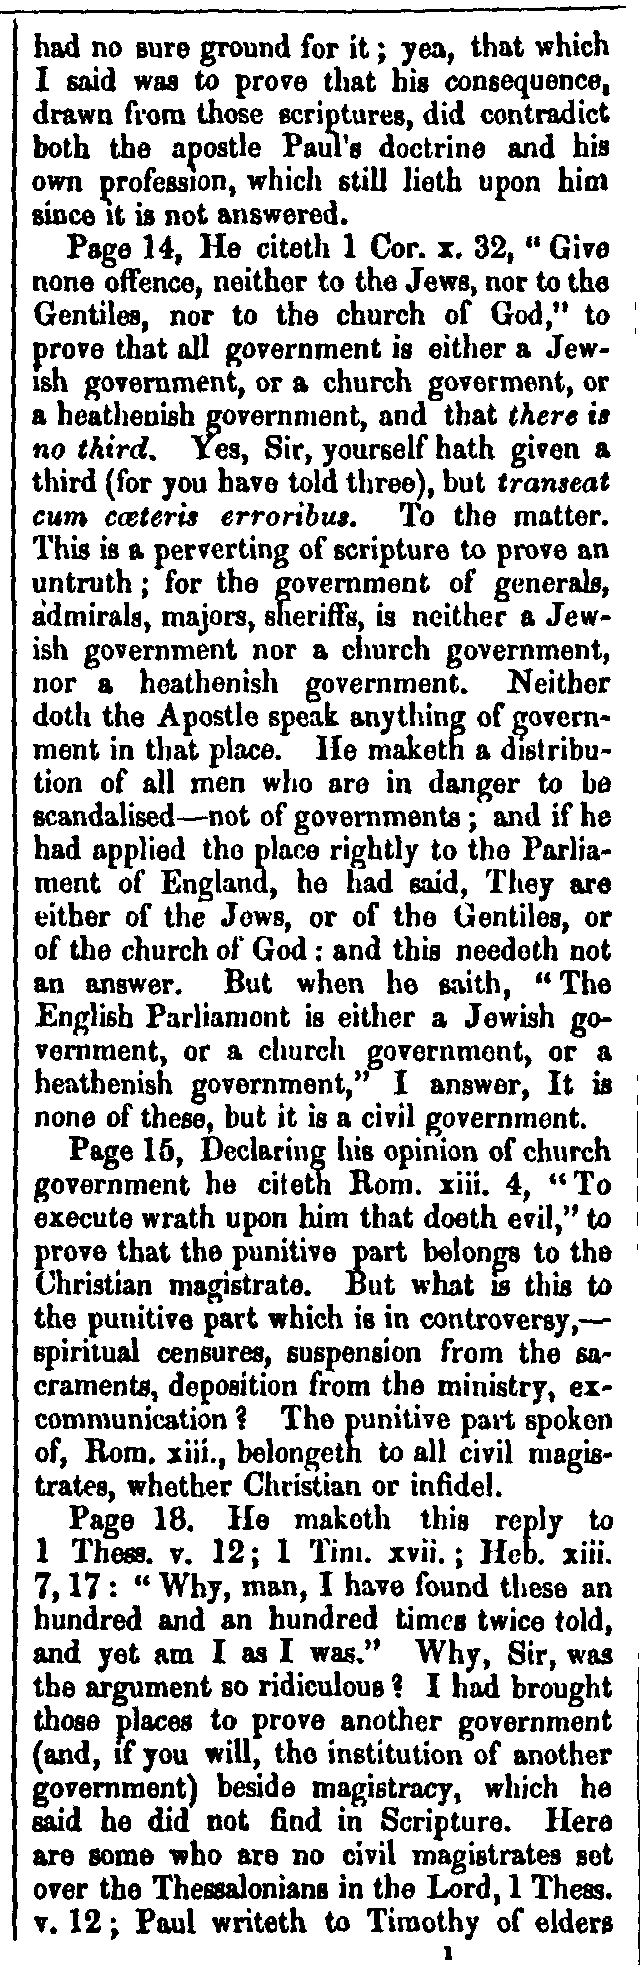 had no sure ground for it; yea, that which
I said was to prove that his consequence,
drawn from those scriptures, did contradict
both the apostle Paul's doctrine and his
own profession, which still lieth upon him
since it is not answered.
Page 14, He citeth 1 Cor. x. 32, "Give
none offence, neither to the Jews, nor to the
Gentiles, nor to the church of God," to
prove that all government is either a Jew-
ish government, or a church goverment, or
a heathenish government, and that there is
no third. Yes, Sir, yourself hath given a
third (for you have told three), but transeat
cum cæteris erroribus. To the matter.
This is a perverting of scripture to prove an
untruth; for the government of generals,
admirals, majors, sheriffs, is neither a Jew-
ish government nor a church government,
nor a heathenish government. Neither
doth the Apostle speak anything of govern-
ment in that place. He maketh a distribu-
tion of all men who are in danger to be
scandalised—not of governments; and if he
had applied the place rightly to the Parlia-
ment of England, he had said, They are
either of the Jews, or of the Gentiles, or
of the church of God: and this needeth not
an answer. But when he saith, "The
English Parliament is either a Jewish go-
vernment, or a church government, or a
heathenish government," I answer, It is
none of these, but it is a civil government.
Page 15, Declaring his opinion of church
government he citeth Rom. xiii. 4, "To
execute wrath upon him that doeth evil," to
prove that the punitive part belongs to the
Christian magistrate. But what is this to
the punitive part which is in controversy,—
spiritual censures, suspension from the sa-
craments, deposition from the ministry, ex-
communication? The punitive part spoken
of, Rom. xiii., belongeth to all civil magis-
trates, whether Christian or infidel.
Page 18. He maketh this reply to
1 Thess. v. 12; 1 Tim. xvii.; Heb. xiii.
7, 17: "Why, man, I have found these an
hundred and an hundred times twice told,
and yet am I as I was." Why, Sir, was
the argument so ridiculous? I had brought
those places to prove another government
(and, if you will, the institution of another
government) beside magistracy, which he
said he did not find in Scripture. Here
are some who are no civil magistrates set
over the Thessalonians in the Lord, 1 Thess.
v. 12; Paul writeth to Timothy of elders
1